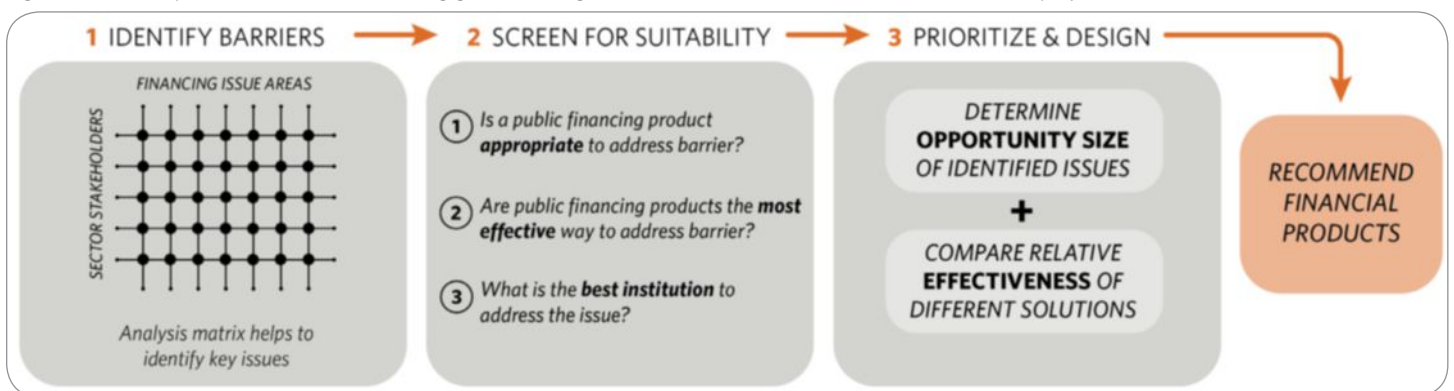 1 IDENTIFY BARRIERS
2 SCREEN FOR SUITABILITY
3 PRIORITIZE & DESIGN
FINANCING ISSUE AREAS
SECTOR STAKEHOLDERS
Analysis matrix helps to
identify key issues
1 Is a public financing product
appropriate to address barrier?
2 Are public financing products the most
effective way to address barrier?
3 What is the best institution to
address the issue?
DETERMINE
OPPORTUNITY SIZE
OF IDENTIFIED ISSUES
+
COMPARE RELATIVE
EFFECTIVENESS OF
DIFFERENT SOLUTIONS
RECOMMEND
FINANCIAL
PRODUCTS